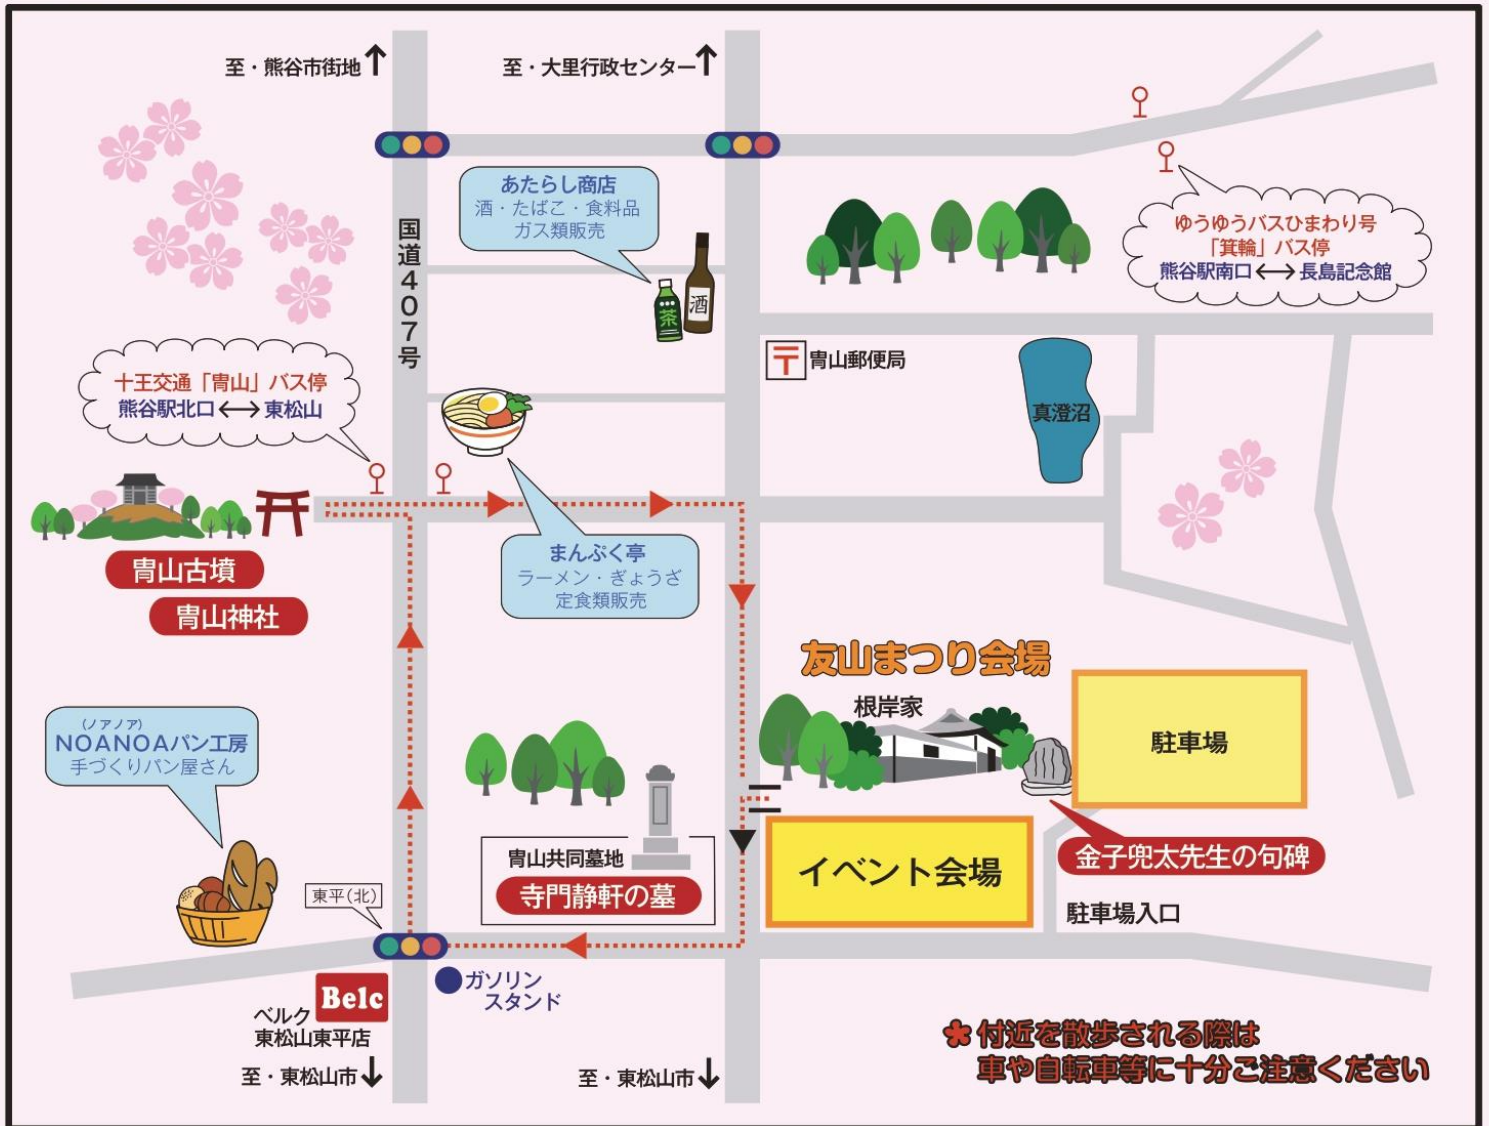 至・熊谷市街地
至・大里行政センター
あたらし商店
酒・たばこ・食料品
ガス類販売
茶
酒
国道407号
ゆうゆうバスひまわり号
「箕輪」バス停
熊谷駅南口⟷長島記念館
冑山郵便局
真澄沼
十王交通「冑山」バス停
熊谷駅北口⟷東松山
冑山古墳
冑山神社
まんぷく亭
ラーメン・ぎょうざ
定食類販売
友山まつり会場
根岸家
駐車場
(ノアノア)
NOANOAパン工房
手づくりパン屋さん
冑山共同墓地
寺門静軒の墓
イベント会場
金子兜太先生の句碑
駐車場入口
東平(北)
ガソリン
スタンド
Belc
ベルク
東松山東平店
至・東松山市
至・東松山市
* 付近を散歩される際は
車や自転車等に十分ご注意ください